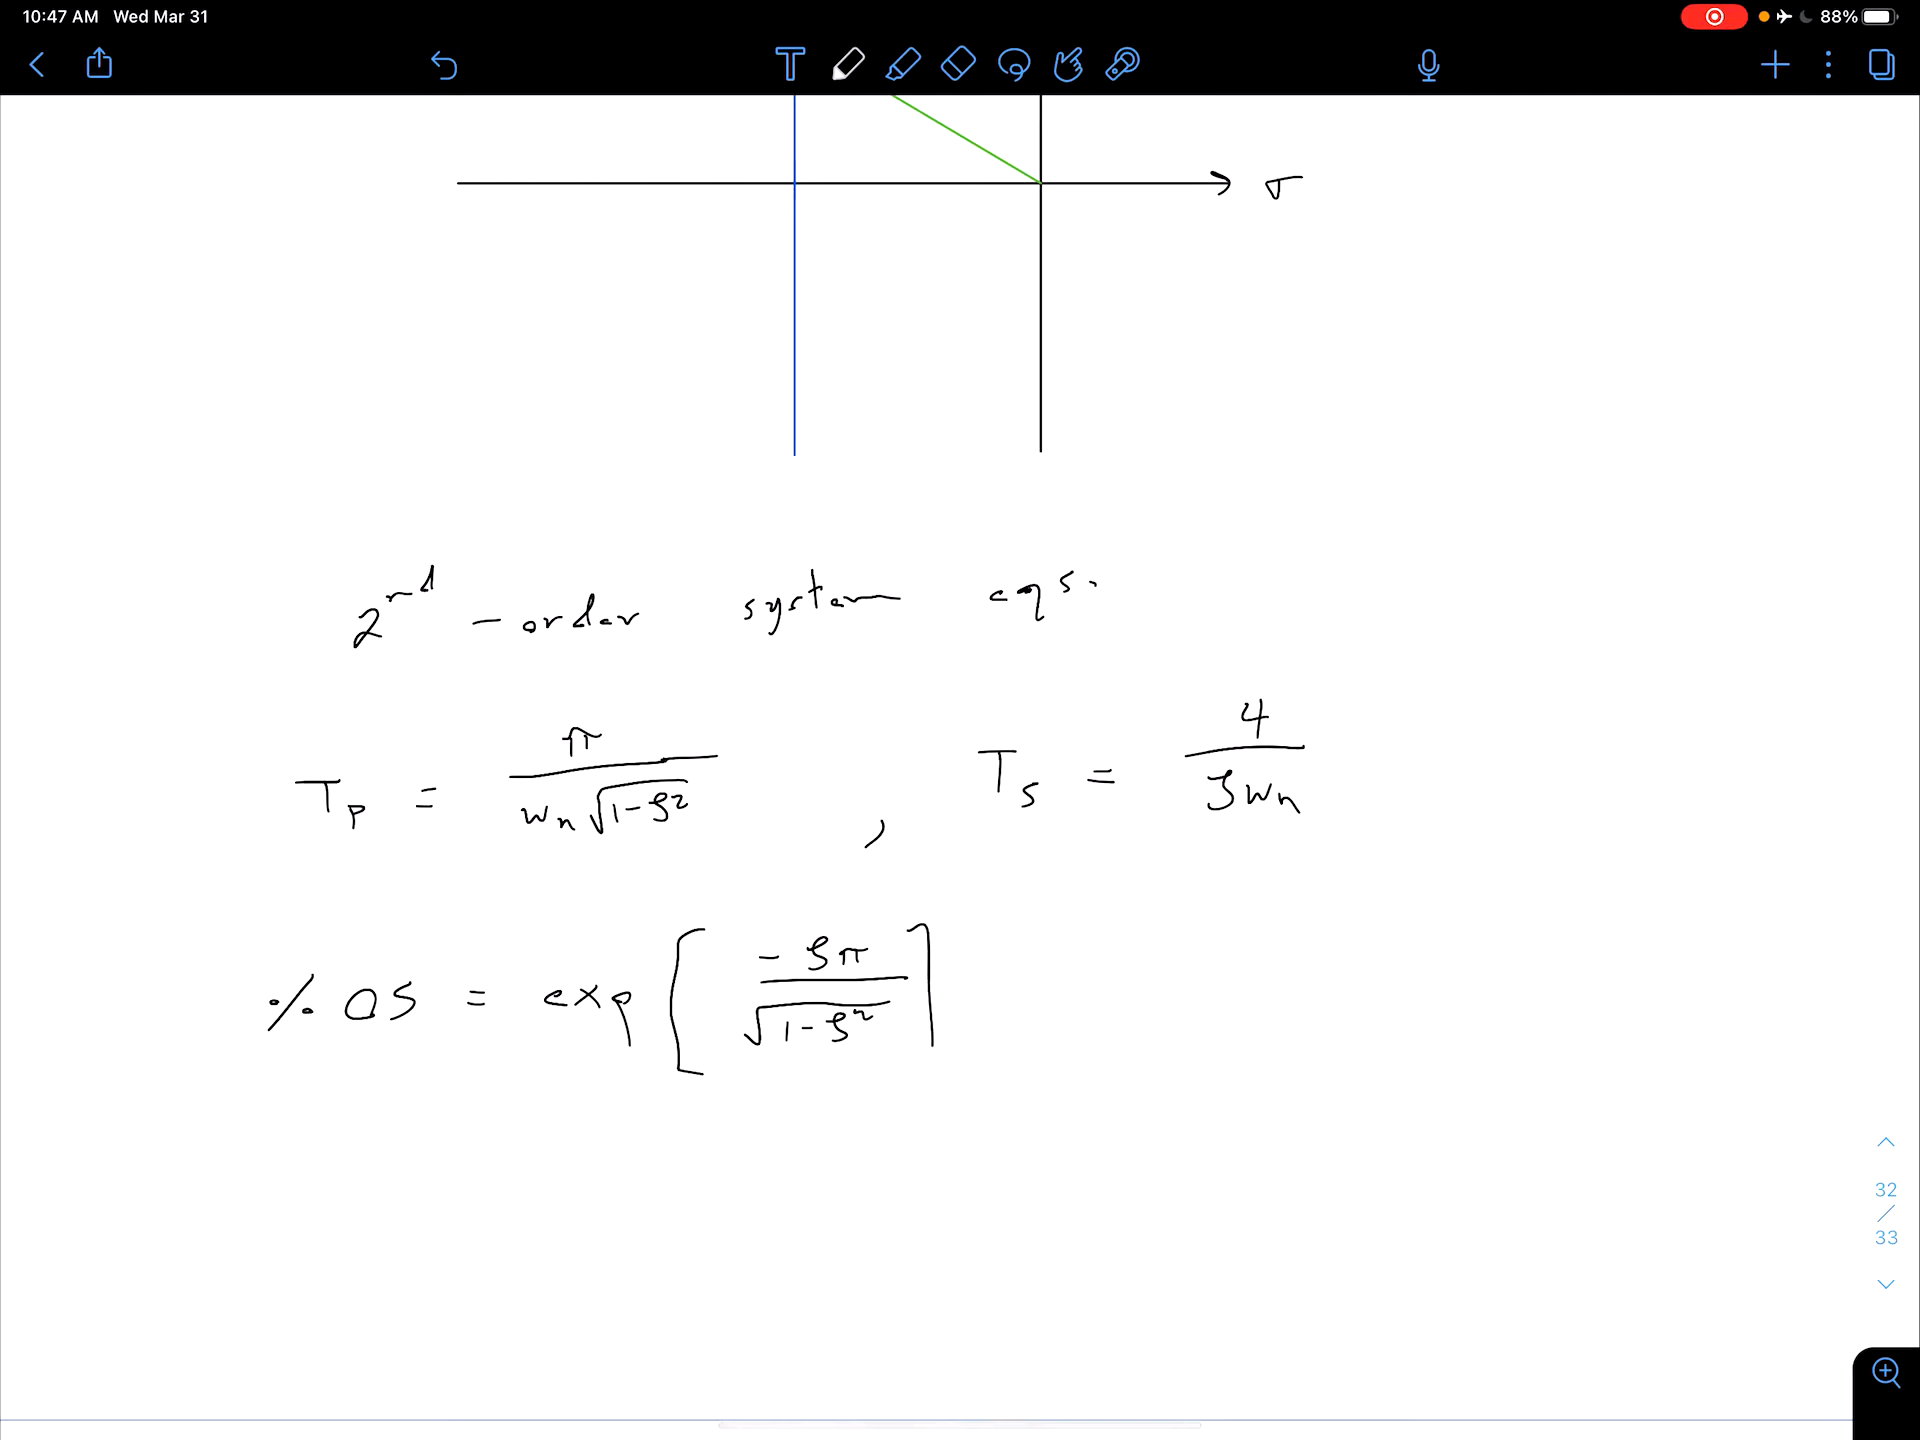 10:47 AM Wed Mar 31
88%
σ
2nd - order system eqs.
Tp = π / (ωn √(1-ζ²)) , Ts = 4 / (ζωn)
% OS = exp [ -ζπ / √(1-ζ²) ]
32
/
33